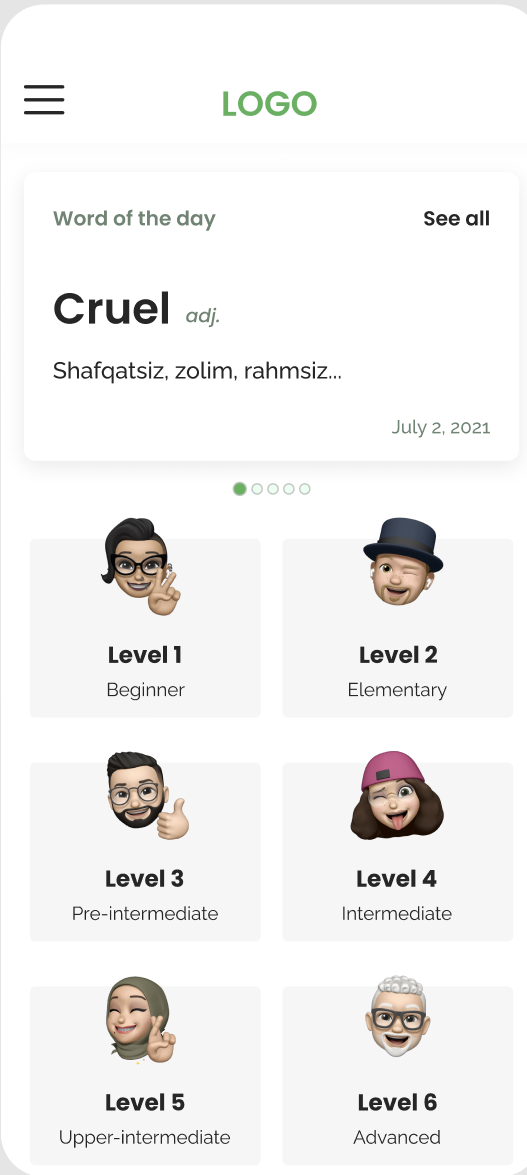 LOGO
Word of the day
See all
Cruel adj.
Shafqatsiz, zolim, rahmsiz...
July 2, 2021
Level 1
Beginner
Level 2
Elementary
Level 3
Pre-intermediate
Level 4
Intermediate
Level 5
Upper-intermediate
Level 6
Advanced